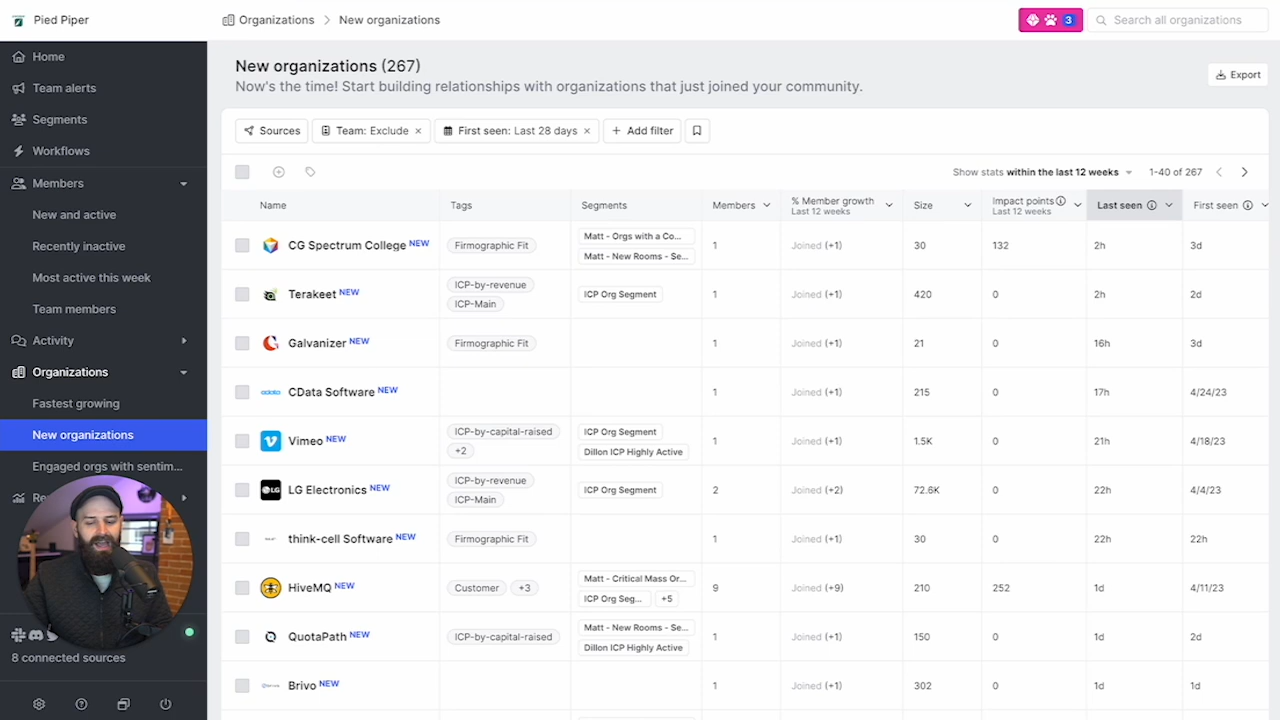 Pied Piper
Organizations > New organizations
3
Search all organizations
Home
Team alerts
Segments
Workflows
Members
New and active
Recently inactive
Most active this week
Team members
Activity
Organizations
Fastest growing
New organizations
Engaged orgs with sentim...
Re
8 connected sources
New organizations (267)
Now's the time! Start building relationships with organizations that just joined your community.
Export
Sources
Team: Exclude ×
First seen: Last 28 days ×
+ Add filter
Show stats within the last 12 weeks
1-40 of 267
Name Tags Segments Members % Member growth Last 12 weeks Size Impact points Last 12 weeks Last seen First seen
CG Spectrum College NEW Firmographic Fit Matt - Orgs with a Co... 1 Joined (+1) 30 132 2h 3d
Matt - New Rooms - Se...
Terakeet NEW ICP-by-revenue ICP Org Segment 1 Joined (+1) 420 0 2h 2d
ICP-Main
Galvanizer NEW Firmographic Fit 1 Joined (+1) 21 0 16h 3d
cdata CData Software NEW 1 Joined (+1) 215 0 17h 4/24/23
Vimeo NEW ICP-by-capital-raised ICP Org Segment 1 Joined (+1) 1.5K 0 21h 4/18/23
+2 Dillon ICP Highly Active
LG LG Electronics NEW ICP-by-revenue ICP Org Segment 2 Joined (+2) 72.6K 0 22h 4/4/23
ICP-Main
think-cell Software NEW Firmographic Fit 1 Joined (+1) 30 0 22h 22h
HiveMQ NEW Customer +3 Matt - Critical Mass Or... 9 Joined (+9) 210 252 1d 4/11/23
ICP Org Seg... +5
QuotaPath NEW ICP-by-capital-raised Matt - New Rooms - Se... 1 Joined (+1) 150 0 1d 2d
Dillon ICP Highly Active
Brivo NEW 1 Joined (+1) 302 0 1d 1d